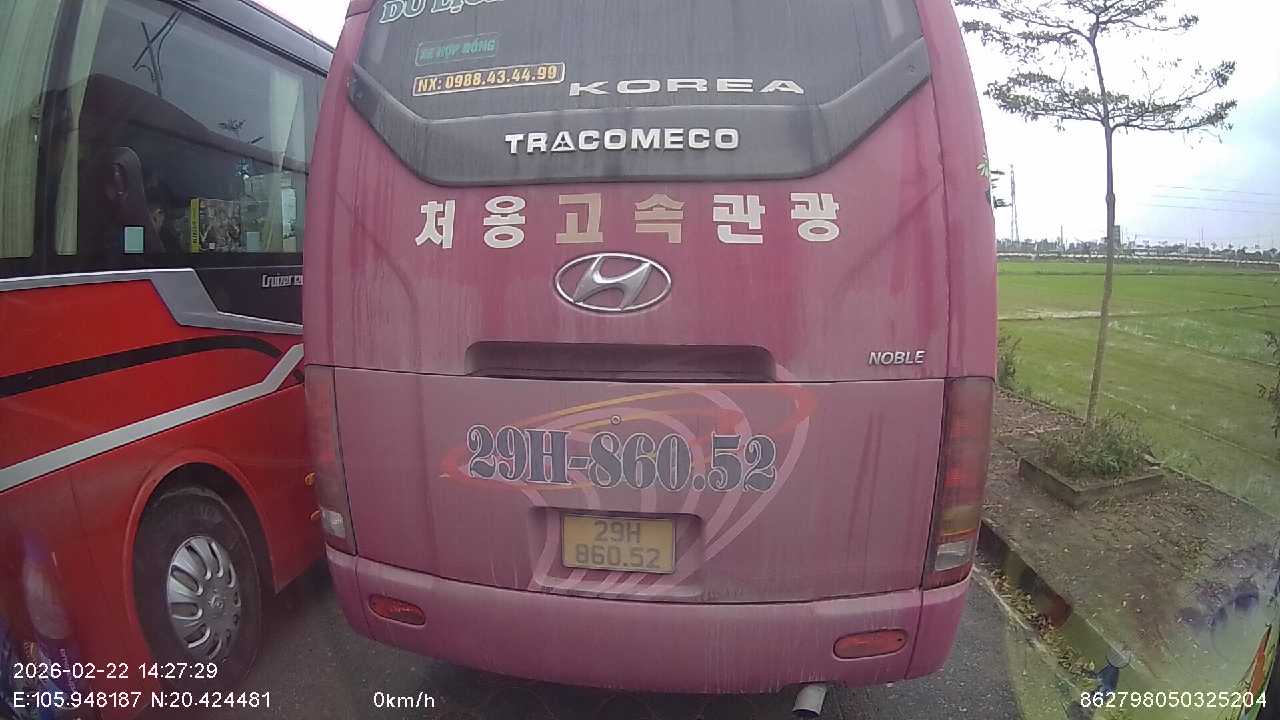 DU LỊCH
XE HỢP ĐỒNG
NX: 0988.43.44.99
KOREA
TRACOMECO
처용고속관광
Cruizer
NOBLE
29H-860.52
29H
860.52
2026-02-22 14:27:29
E:105.948187 N:20.424481
0km/h
862798050325204